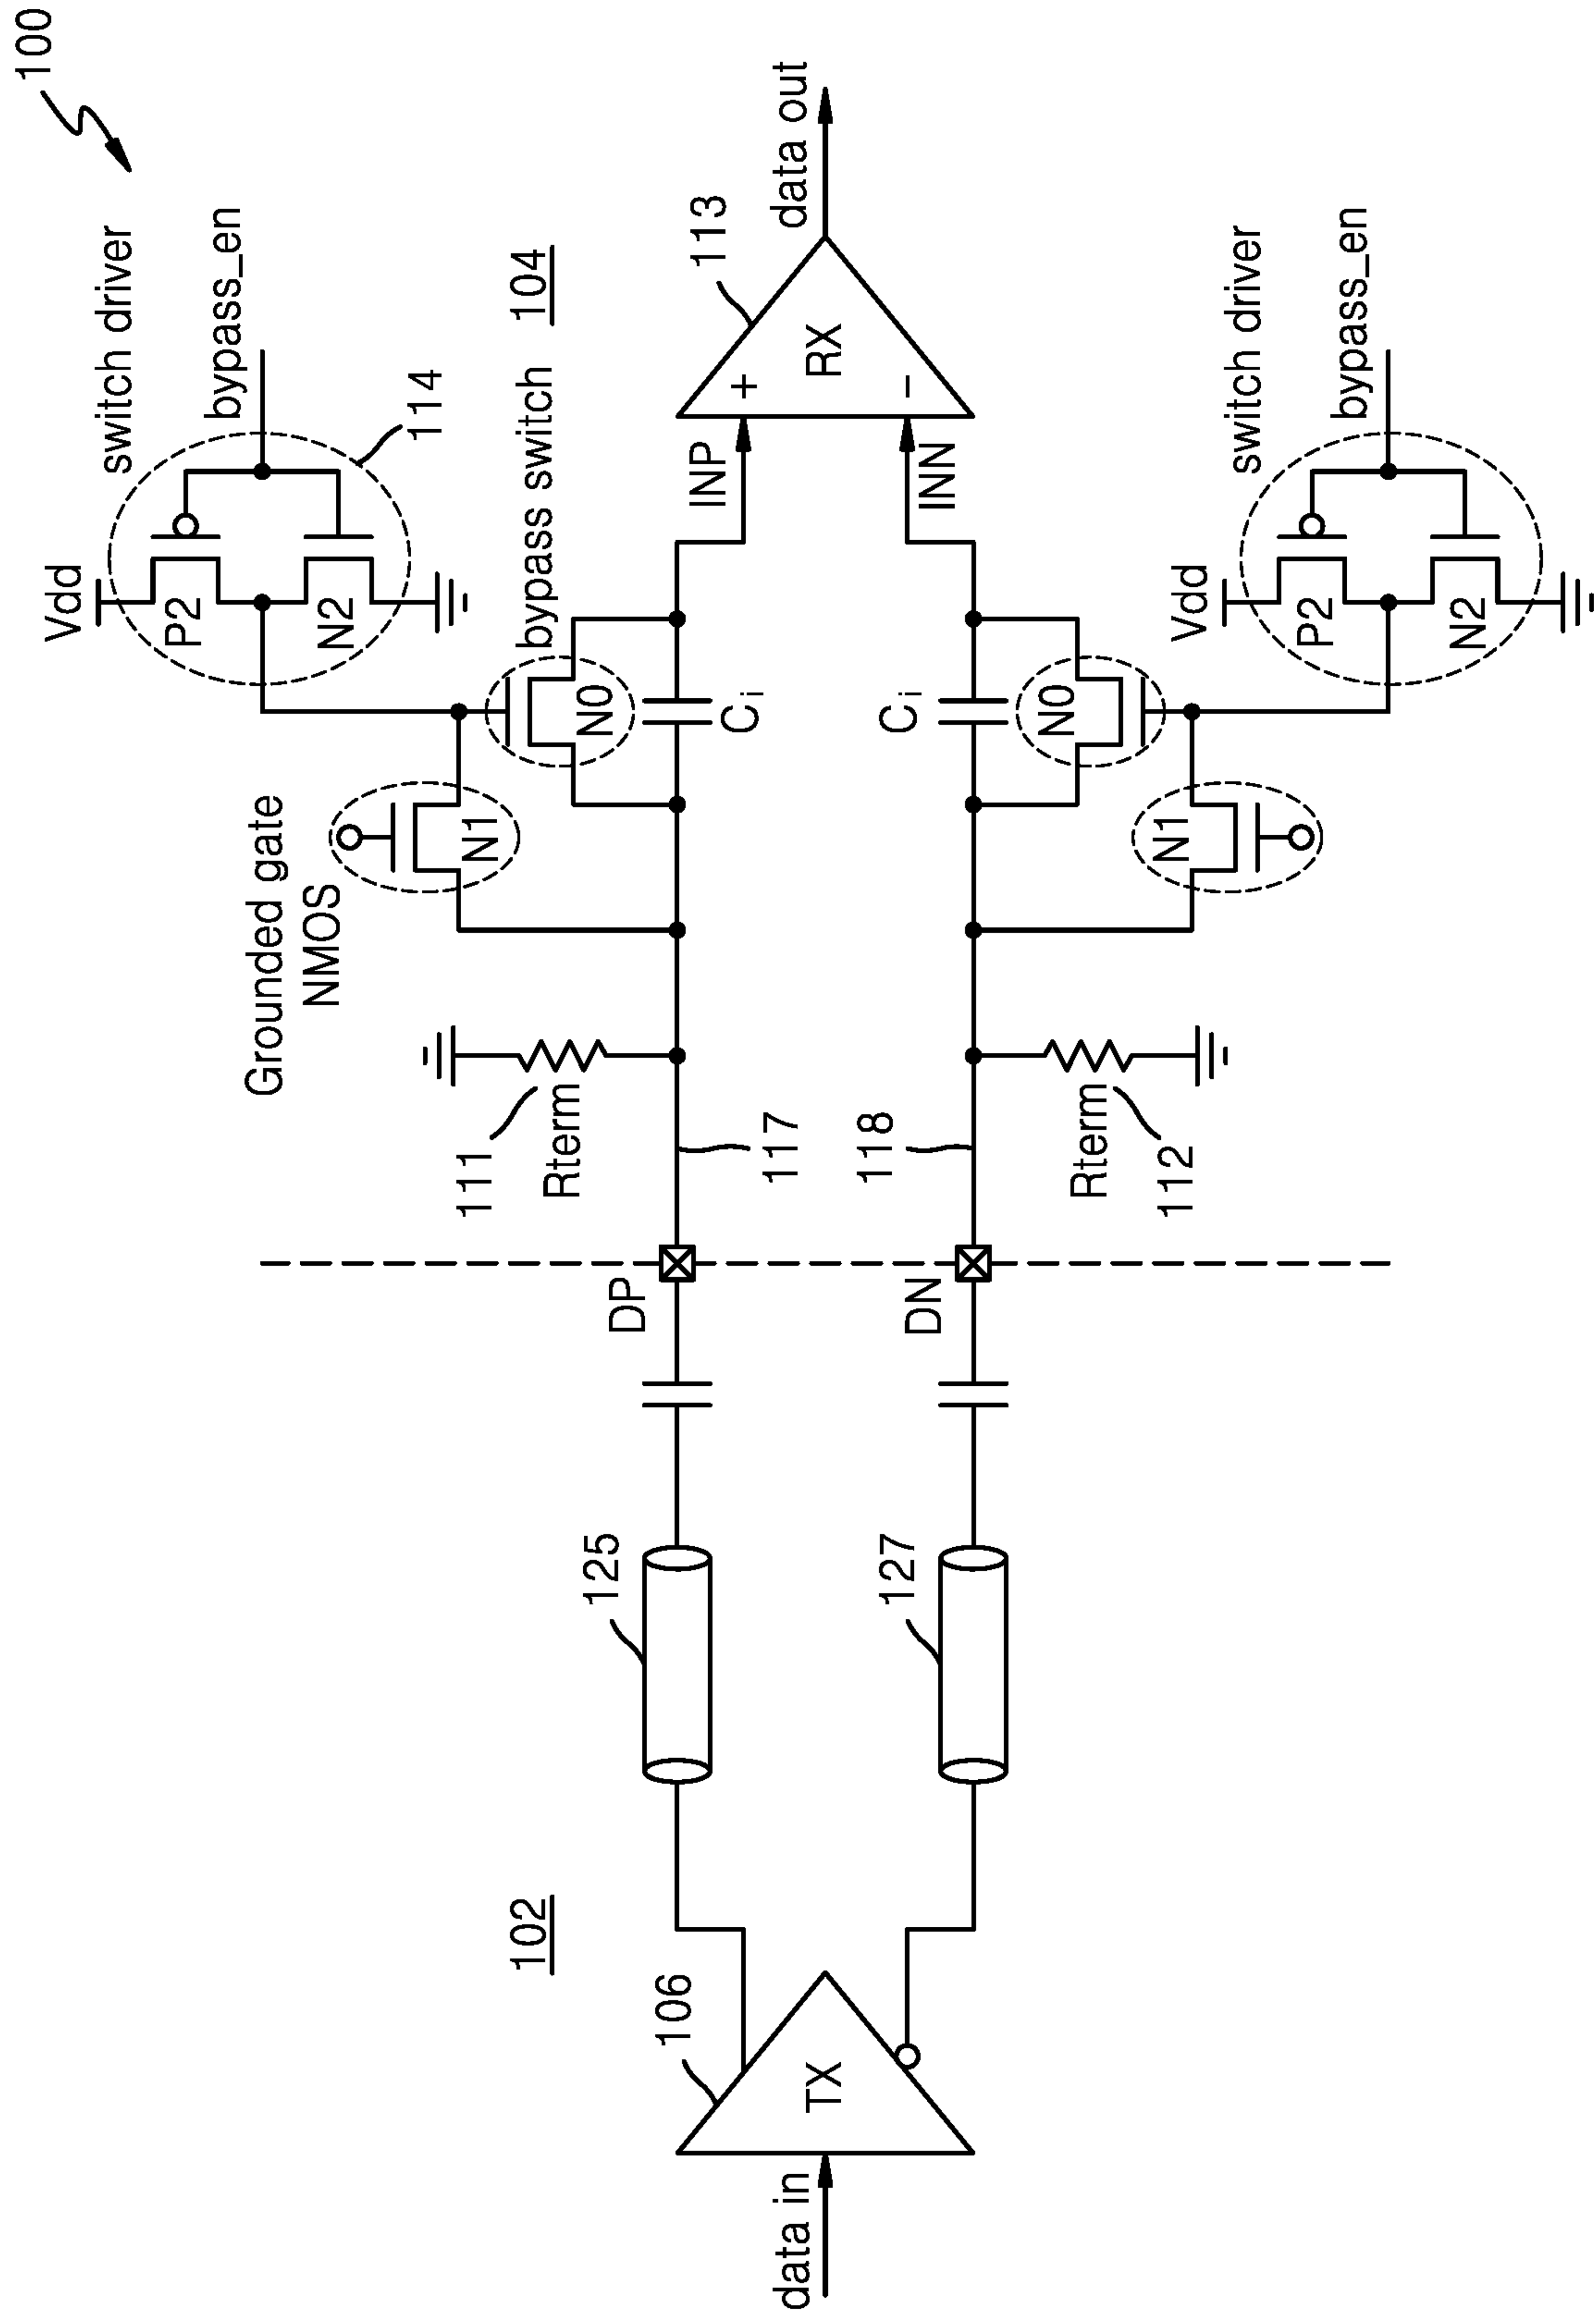 100
switch driver
bypass_en
114
Vdd
P2
N2
Grounded gate
NMOS
N1
bypass switch
N0
Ci
104
113
INP
+
RX
-
INN
data out
111
Rterm
117
DP
125
102
106
TX
data in
127
DN
118
Rterm
112
Ci
N0
N1
Vdd
P2
N2
switch driver
bypass_en